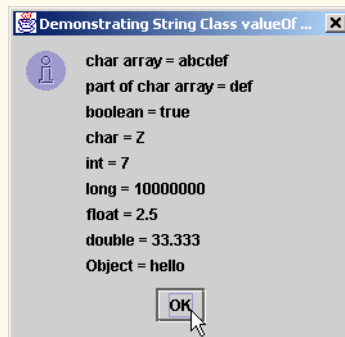 Demonstrating String Class valueOf ...
char array = abcdef
part of char array = def
boolean = true
char = Z
int = 7
long = 10000000
float = 2.5
double = 33.333
Object = hello
OK